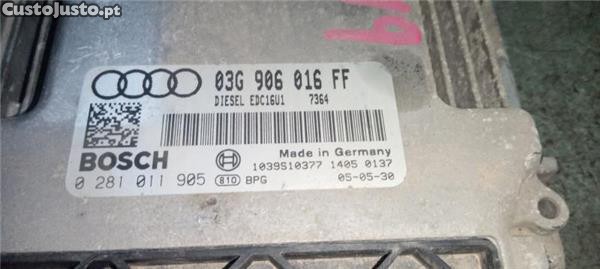 CustoJusto.pt
03G 906 016 FF
DIESEL EDC16U1 7364
BOSCH
Made in Germany
1039S10377 1405 0137
0 281 011 905 810 BPG 05-05-30